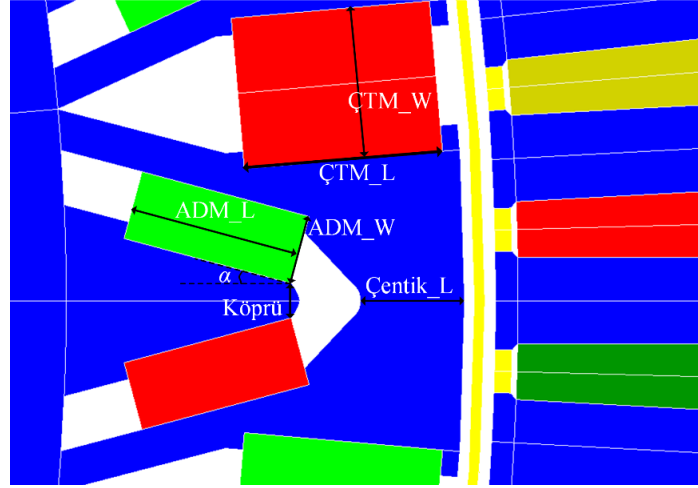 ÇTM_W
ÇTM_L
ADM_L
ADM_W
α
Köprü
Çentik_L